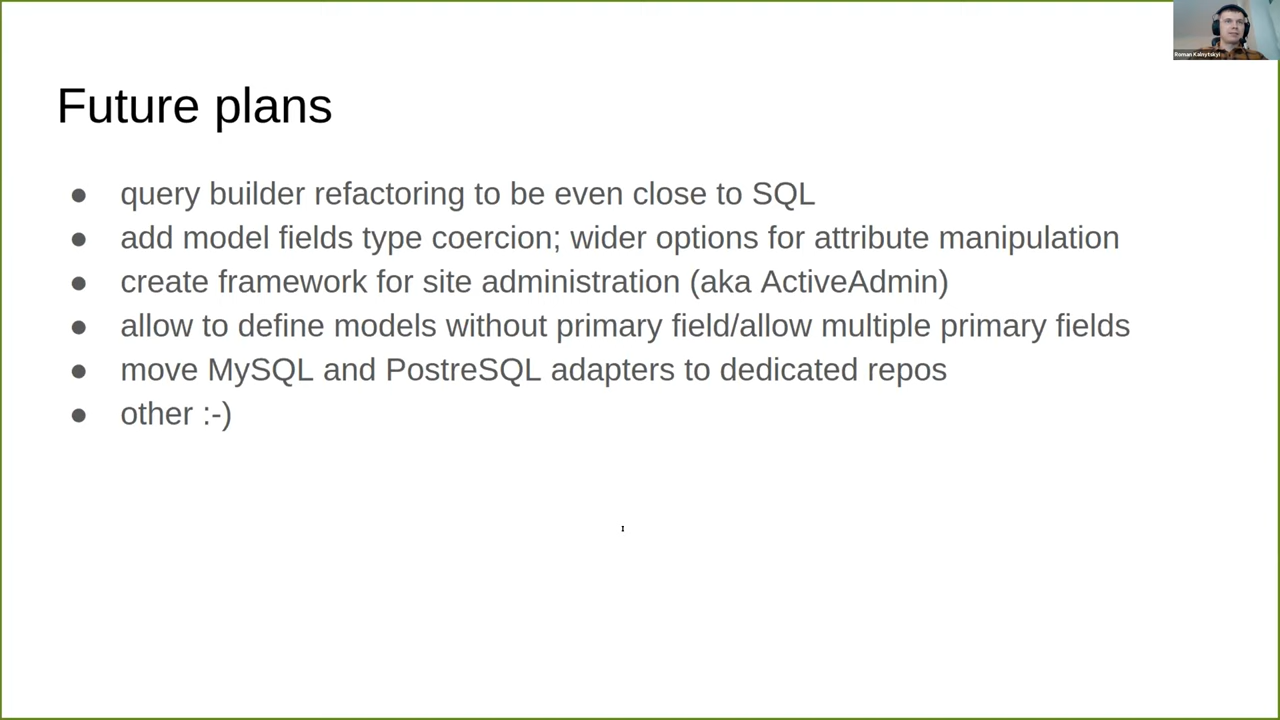 Roman Kalnytskyi
Future plans
● query builder refactoring to be even close to SQL
● add model fields type coercion; wider options for attribute manipulation
● create framework for site administration (aka ActiveAdmin)
● allow to define models without primary field/allow multiple primary fields
● move MySQL and PostreSQL adapters to dedicated repos
● other :-)